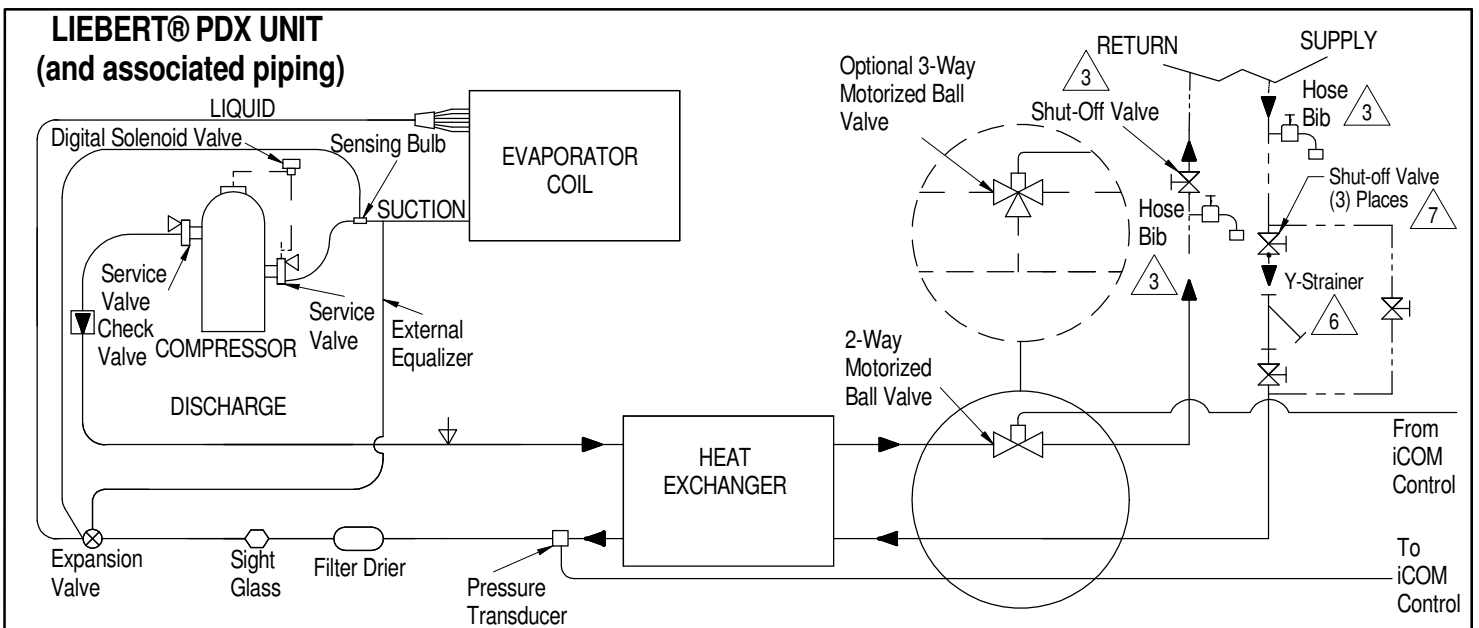 LIEBERT® PDX UNIT
(and associated piping)
LIQUID
Digital Solenoid Valve
Sensing Bulb
EVAPORATOR
COIL
SUCTION
Service
Valve
Check
Valve
COMPRESSOR
Service
Valve
External
Equalizer
DISCHARGE
HEAT
EXCHANGER
Expansion
Valve
Sight
Glass
Filter Drier
Pressure
Transducer
Optional 3-Way
Motorized Ball
Valve
2-Way
Motorized
Ball Valve
RETURN
3
Shut-Off Valve
Hose
Bib
3
SUPPLY
Hose
Bib
3
Shut-off Valve
(3) Places
7
Y-Strainer
6
From
iCOM
Control
To
iCOM
Control